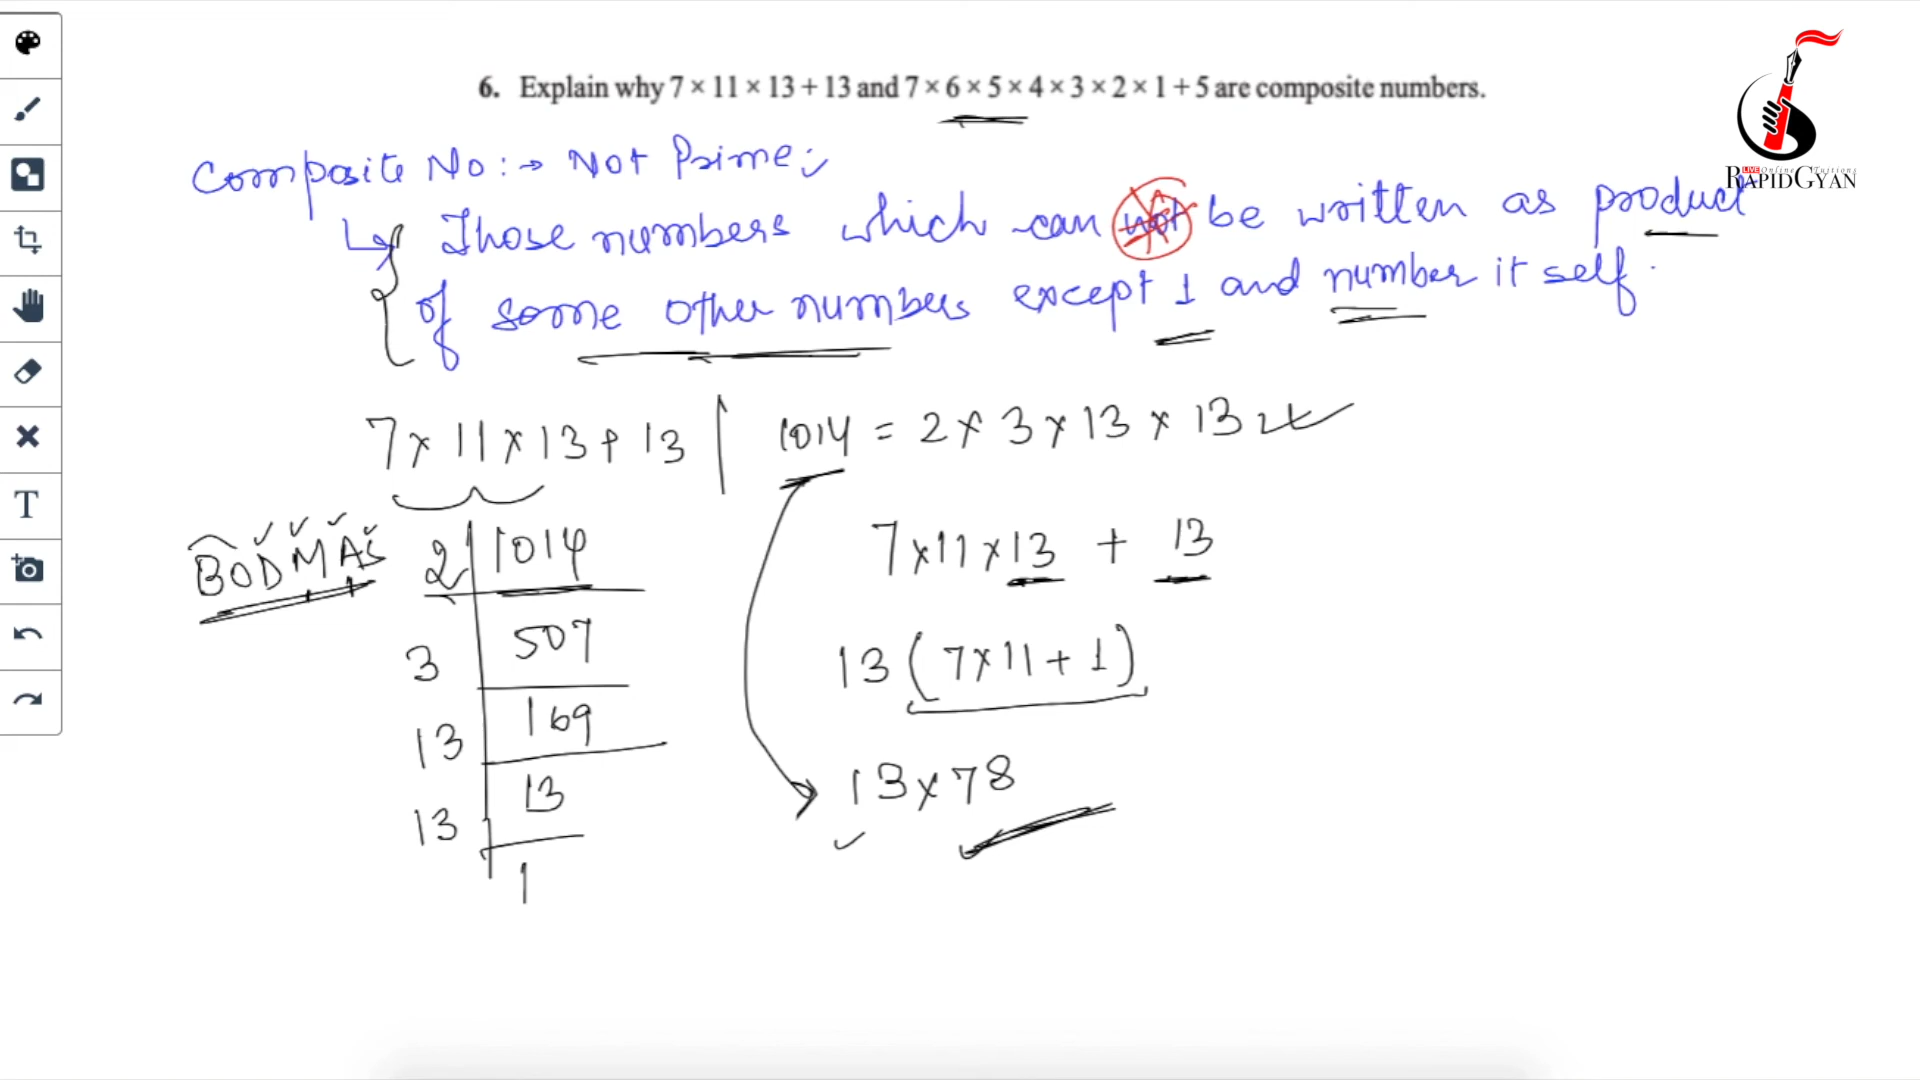 6. Explain why 7 × 11 × 13 + 13 and 7 × 6 × 5 × 4 × 3 × 2 × 1 + 5 are composite numbers.
LIVE Online Tuitions
RAPIDGYAN
Composite No :→ Not Prime :
Those numbers which can be written as product
of some other numbers except 1 and number it self .
7 × 11 × 13 + 13
1014 = 2 × 3 × 13 × 13
BODMAS
2 1014
3 507
13 169
13 13
1
7 × 11 × 13 + 13
13 ( 7 × 11 + 1 )
13 × 78
T